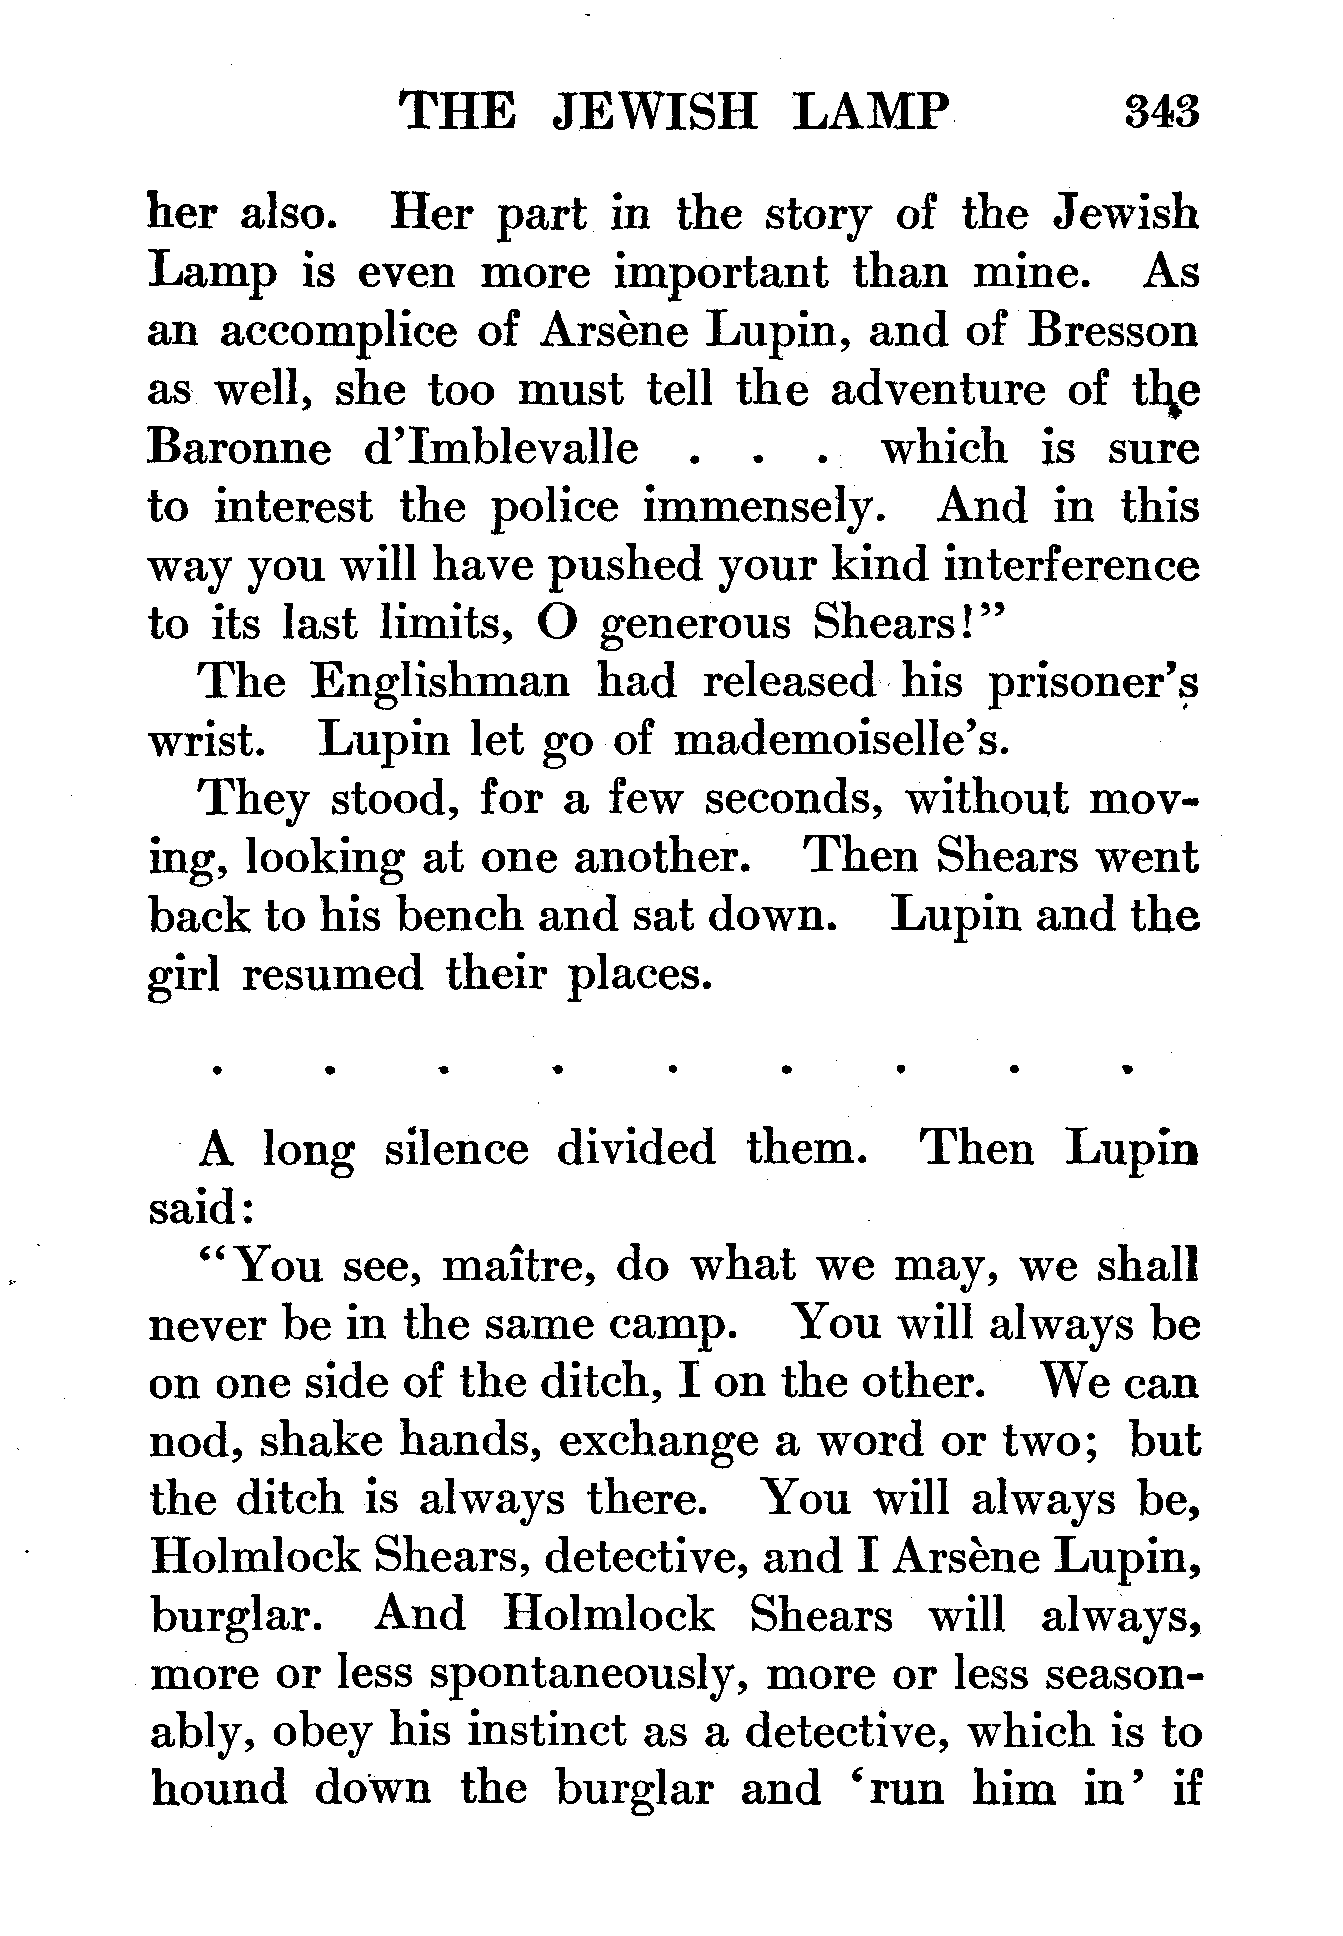 THE JEWISH LAMP 343
her also. Her part in the story of the Jewish
Lamp is even more important than mine. As
an accomplice of Arsène Lupin, and of Bresson
as well, she too must tell the adventure of the
Baronne d'Imblevalle . . . which is sure
to interest the police immensely. And in this
way you will have pushed your kind interference
to its last limits, O generous Shears!”
The Englishman had released his prisoner's
wrist. Lupin let go of mademoiselle's.
They stood, for a few seconds, without mov-
ing, looking at one another. Then Shears went
back to his bench and sat down. Lupin and the
girl resumed their places.
. . . . . . . . .
A long silence divided them. Then Lupin
said:
“You see, maître, do what we may, we shall
never be in the same camp. You will always be
on one side of the ditch, I on the other. We can
nod, shake hands, exchange a word or two; but
the ditch is always there. You will always be,
Holmlock Shears, detective, and I Arsène Lupin,
burglar. And Holmlock Shears will always,
more or less spontaneously, more or less season-
ably, obey his instinct as a detective, which is to
hound down the burglar and ‘run him in’ if